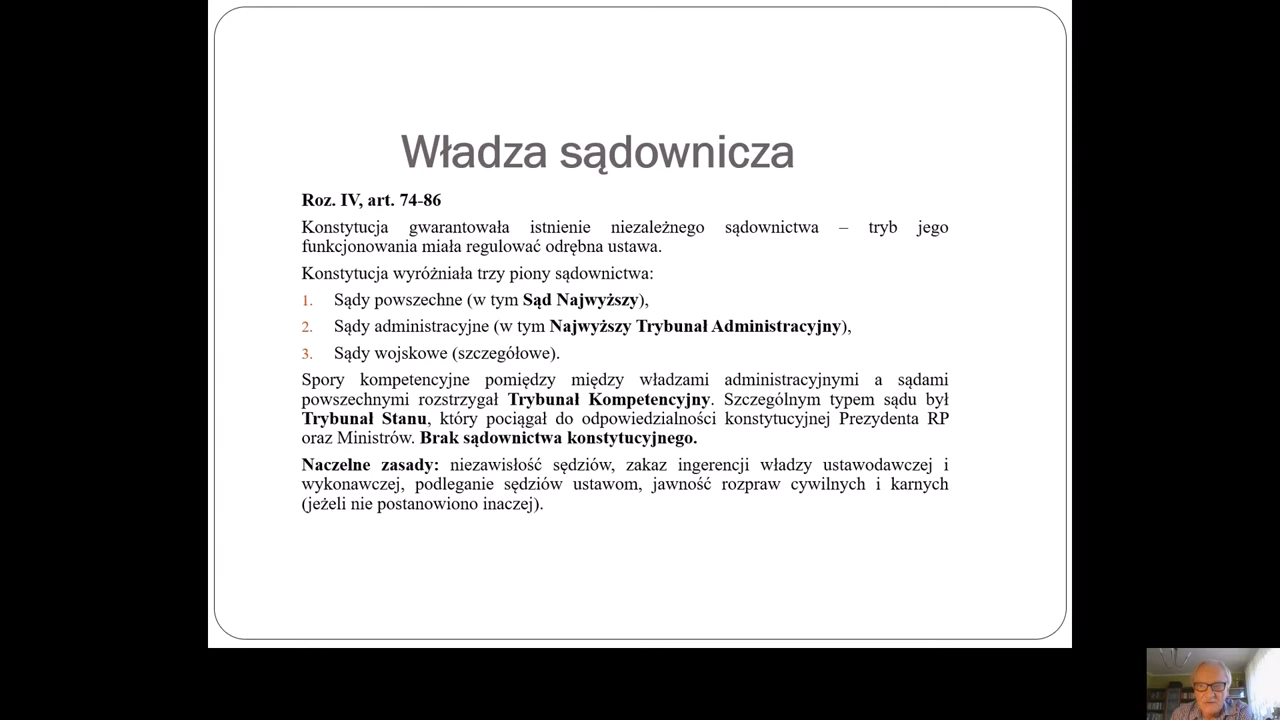 Władza sądownicza
Roz. IV, art. 74-86
Konstytucja gwarantowała istnienie niezależnego sądownictwa – tryb jego
funkcjonowania miała regulować odrębna ustawa.
Konstytucja wyróżniała trzy piony sądownictwa:
1. Sądy powszechne (w tym Sąd Najwyższy),
2. Sądy administracyjne (w tym Najwyższy Trybunał Administracyjny),
3. Sądy wojskowe (szczegółowe).
Spory kompetencyjne pomiędzy między władzami administracyjnymi a sądami
powszechnymi rozstrzygał Trybunał Kompetencyjny. Szczególnym typem sądu był
Trybunał Stanu, który pociągał do odpowiedzialności konstytucyjnej Prezydenta RP
oraz Ministrów. Brak sądownictwa konstytucyjnego.
Naczelne zasady: niezawisłość sędziów, zakaz ingerencji władzy ustawodawczej i
wykonawczej, podleganie sędziów ustawom, jawność rozpraw cywilnych i karnych
(jeżeli nie postanowiono inaczej).